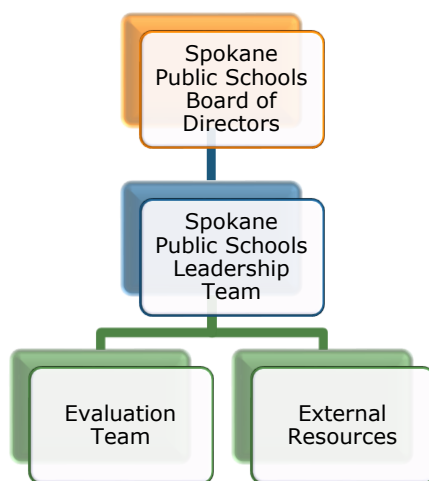 Spokane
Public Schools
Board of
Directors
Spokane
Public Schools
Leadership
Team
Evaluation
Team
External
Resources